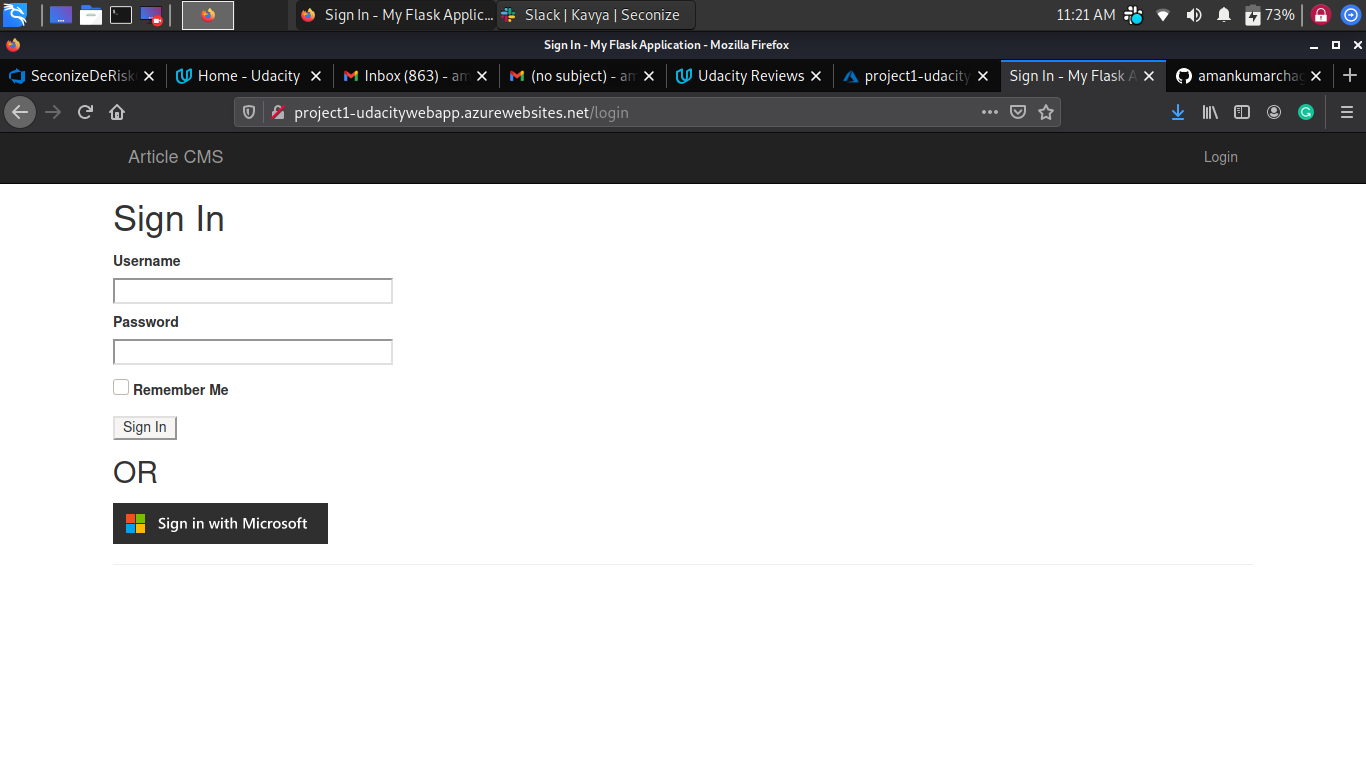 Sign In - My Flask Applic... Slack | Kavya | Seconize 11:21 AM 73%
Sign In - My Flask Application - Mozilla Firefox
SeconizeDeRisk Home - Udacity Inbox (863) - am (no subject) - am Udacity Reviews project1-udacity Sign In - My Flask A amankumarchag
project1-udacitywebapp.azurewebsites.net/login
Article CMS Login
Sign In
Username
Password
Remember Me
Sign In
OR
Sign in with Microsoft